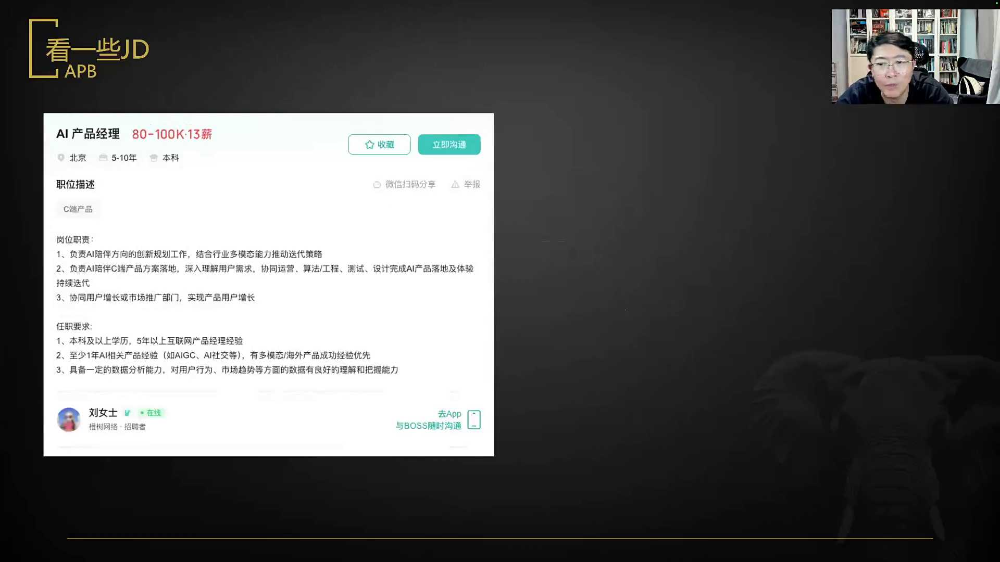 看一些JD
APB
AI 产品经理 80-100K·13薪
收藏 立即沟通
北京 5-10年 本科
职位描述 微信扫码分享 举报
C端产品
岗位职责：
1、负责AI陪伴方向的创新规划工作，结合行业多模态能力推动迭代策略
2、负责AI陪伴C端产品方案落地，深入理解用户需求，协同运营、算法/工程、测试、设计完成AI产品落地及体验
持续迭代
3、协同用户增长或市场推广部门，实现产品用户增长
任职要求:
1、本科及以上学历，5年以上互联网产品经理经验
2、至少1年AI相关产品经验（如AIGC、AI社交等），有多模态/海外产品成功经验优先
3、具备一定的数据分析能力，对用户行为、市场趋势等方面的数据有良好的理解和把握能力
刘女士 在线
橙树网络 · 招聘者
去App
与BOSS随时沟通